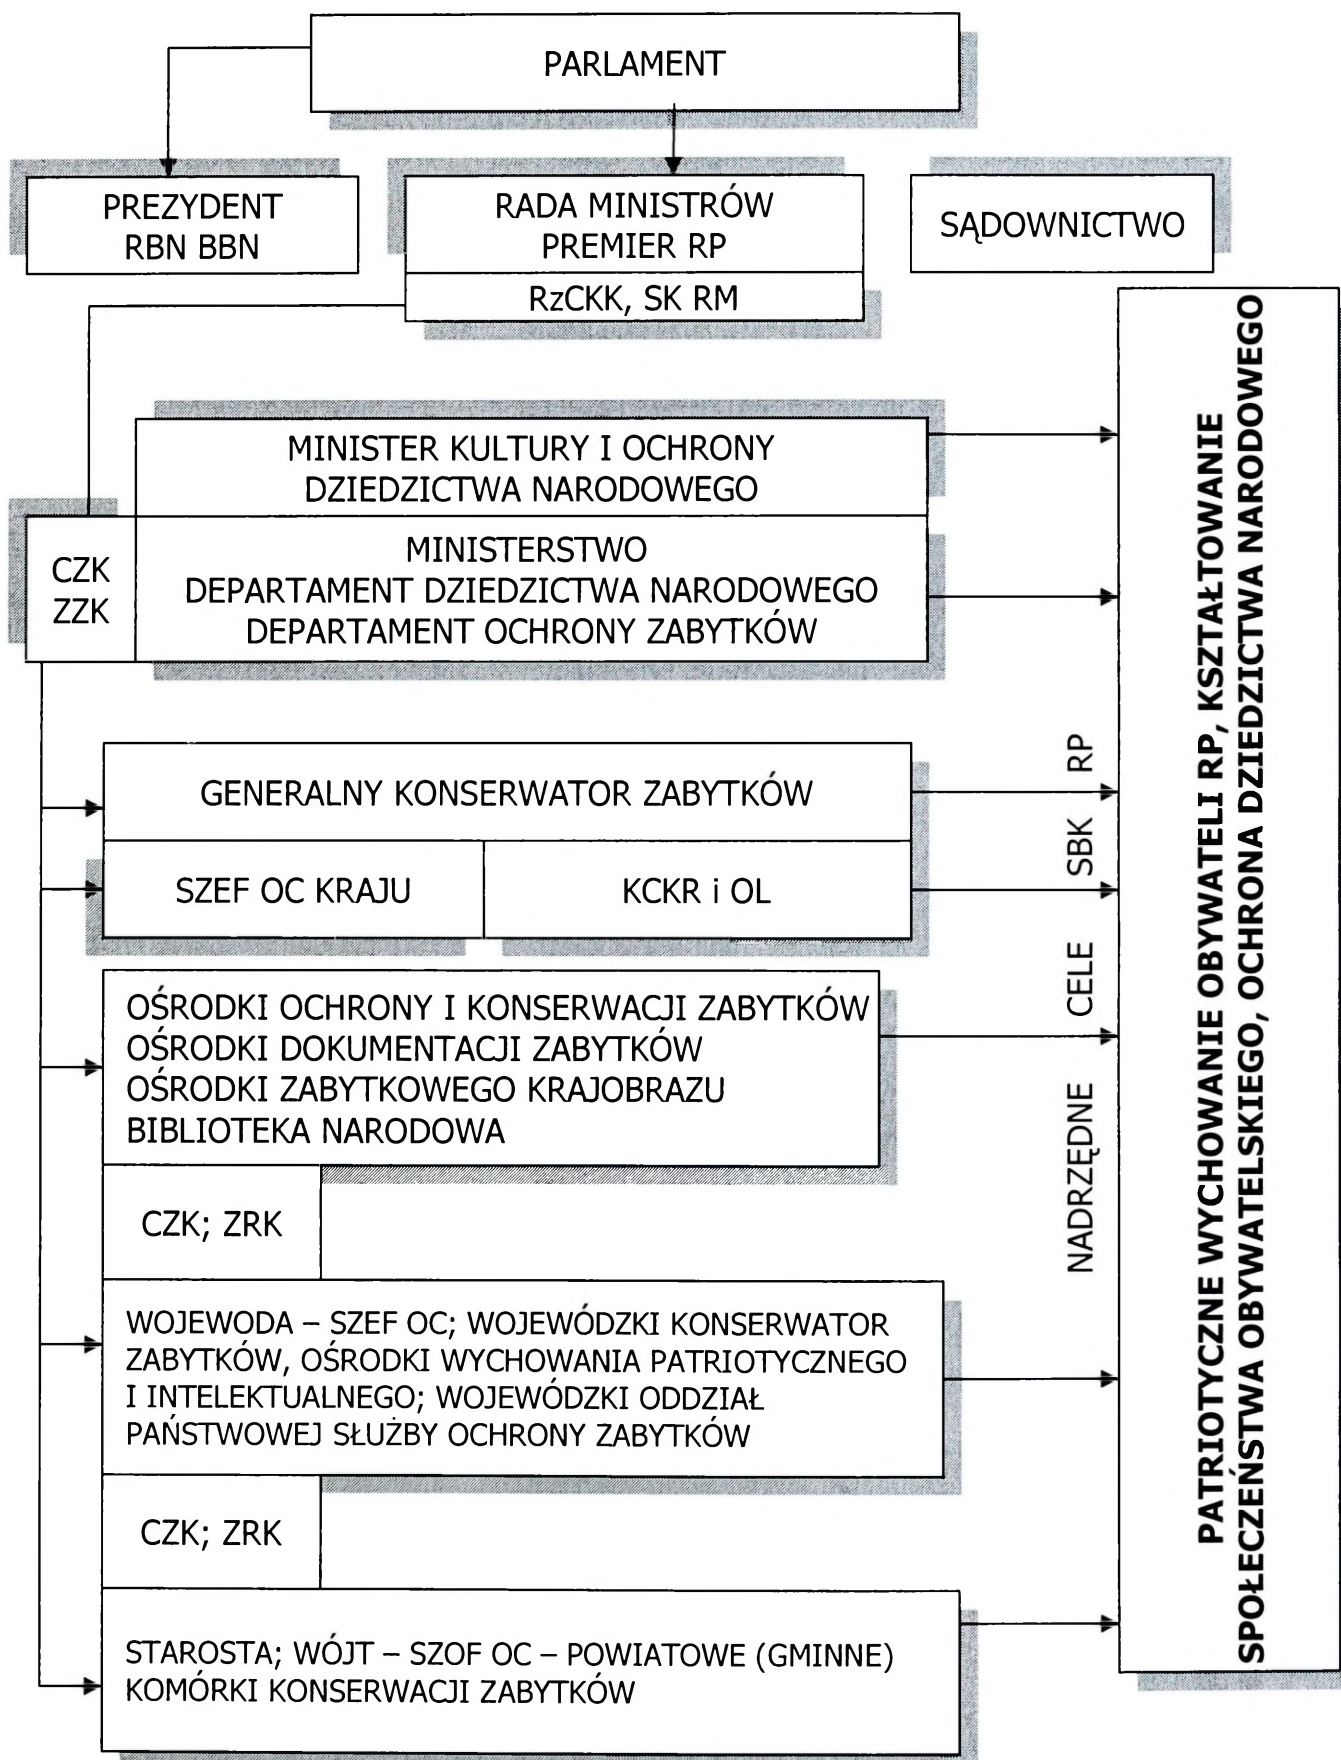 PARLAMENT
PREZYDENT
RBN BBN
RADA MINISTRÓW
PREMIER RP
RzCKK, SK RM
SĄDOWNICTWO
MINISTER KULTURY I OCHRONY
DZIEDZICTWA NARODOWEGO
CZK
ZZK
MINISTERSTWO
DEPARTAMENT DZIEDZICTWA NARODOWEGO
DEPARTAMENT OCHRONY ZABYTKÓW
GENERALNY KONSERWATOR ZABYTKÓW
SZEF OC KRAJU
KCKR i OL
OŚRODKI OCHRONY I KONSERWACJI ZABYTKÓW
OŚRODKI DOKUMENTACJI ZABYTKÓW
OŚRODKI ZABYTKOWEGO KRAJOBRAZU
BIBLIOTEKA NARODOWA
CZK; ZRK
WOJEWODA – SZEF OC; WOJEWÓDZKI KONSERWATOR
ZABYTKÓW, OŚRODKI WYCHOWANIA PATRIOTYCZNEGO
I INTELEKTUALNEGO; WOJEWÓDZKI ODDZIAŁ
PAŃSTWOWEJ SŁUŻBY OCHRONY ZABYTKÓW
CZK; ZRK
STAROSTA; WÓJT – SZOF OC – POWIATOWE (GMINNE)
KOMÓRKI KONSERWACJI ZABYTKÓW
NADRZĘDNE CELE SBK RP
PATRIOTYCZNE WYCHOWANIE OBYWATELI RP, KSZTAŁTOWANIE
SPOŁECZEŃSTWA OBYWATELSKIEGO, OCHRONA DZIEDZICTWA NARODOWEGO